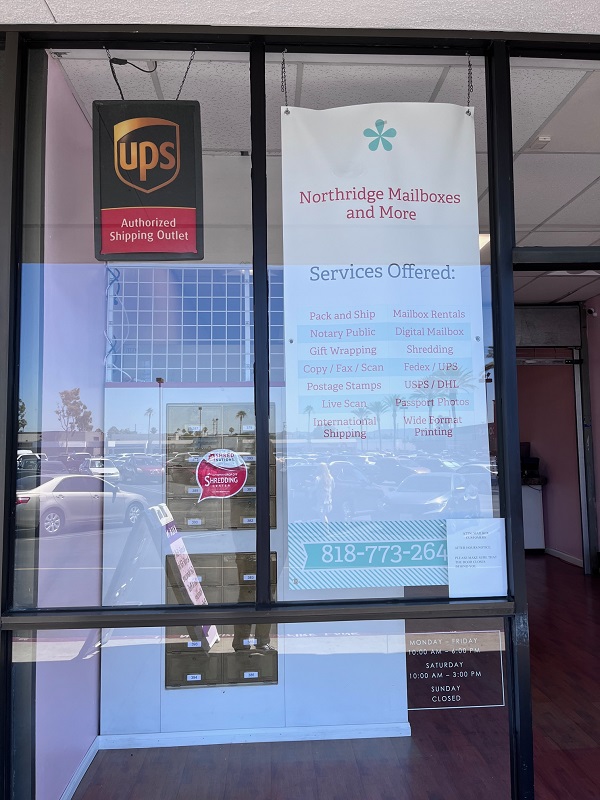 ups
Authorized
Shipping Outlet
Northridge Mailboxes
and More
Services Offered:
Pack and Ship
Notary Public
Gift Wrapping
Copy / Fax / Scan
Postage Stamps
Live Scan
International
Shipping
Mailbox Rentals
Digital Mailbox
Shredding
Fedex / UPS
USPS / DHL
Passport Photos
Wide Format
Printing
SHRED
NATIONS
SHREDDING
CENTER
818-773-264
MONDAY - FRIDAY
10:00 AM - 6:00 PM
SATURDAY
10:00 AM - 3:00 PM
SUNDAY
CLOSED